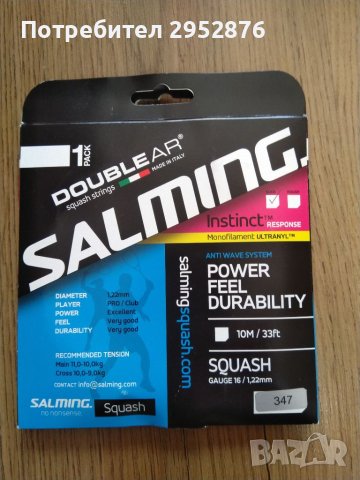 Потребител 2952876
1
PACK
DOUBLE AR®
squash strings
MADE IN ITALY
SALMING.
Instinct™
RESPONSE
Monofilament ULTRANYL™
ANTI WAVE SYSTEM
POWER
FEEL
DURABILITY
10M / 33ft
SQUASH
GAUGE 16 / 1,22mm
347
salmingsquash.com
DIAMETER 1,22mm
PLAYER PRO / Club
POWER Excellent
FEEL Very good
DURABILITY Very good
RECOMMENDED TENSION
Main 11,0-10,0kg
Cross 10,0-9,0kg
CONTACT info@salming.com
SALMING.
no nonsense.
Squash
BAZAR